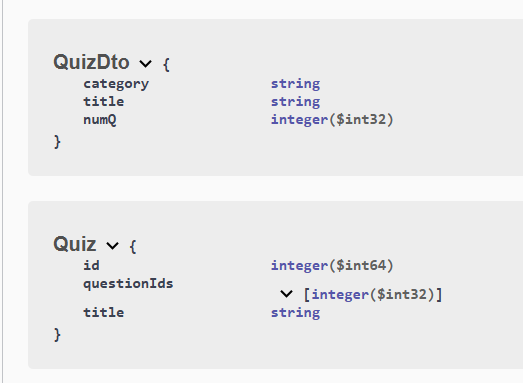 QuizDto {
category string
title string
numQ integer($int32)
}
Quiz {
id integer($int64)
questionIds
[integer($int32)]
title string
}